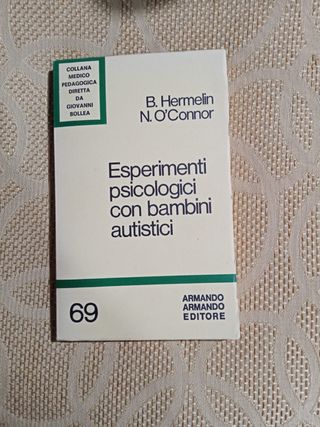 COLLANA
MEDICO
PEDAGOGICA
DIRETTA
DA
GIOVANNI
BOLLEA
B. Hermelin
N. O'Connor
Esperimenti
psicologici
con bambini
autistici
69
ARMANDO
ARMANDO
EDITORE